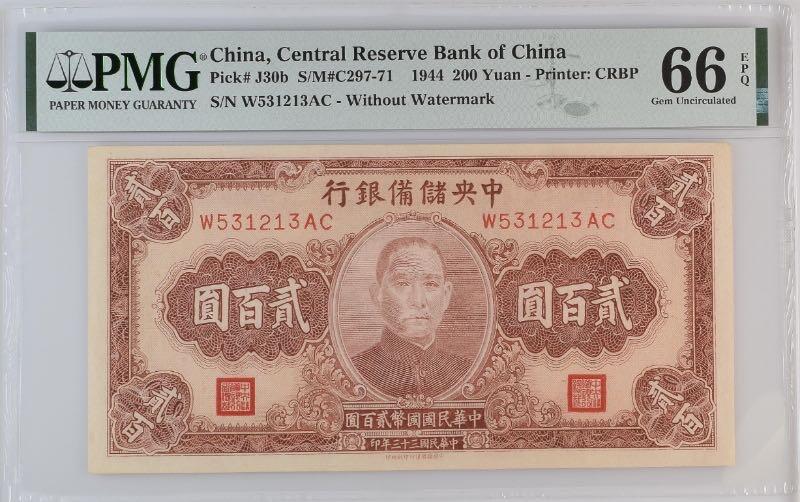 PMG®
PAPER MONEY GUARANTY
China, Central Reserve Bank of China
Pick# J30b S/M#C297-71 1944 200 Yuan - Printer: CRBP
S/N W531213AC - Without Watermark
66 EPQ
Gem Uncirculated
行銀備儲央中
貳百
貳百
W531213AC
W531213AC
圓百貳
圓百貳
貳百
貳百
圓百貳幣國國民華中
印年三十三國民華中